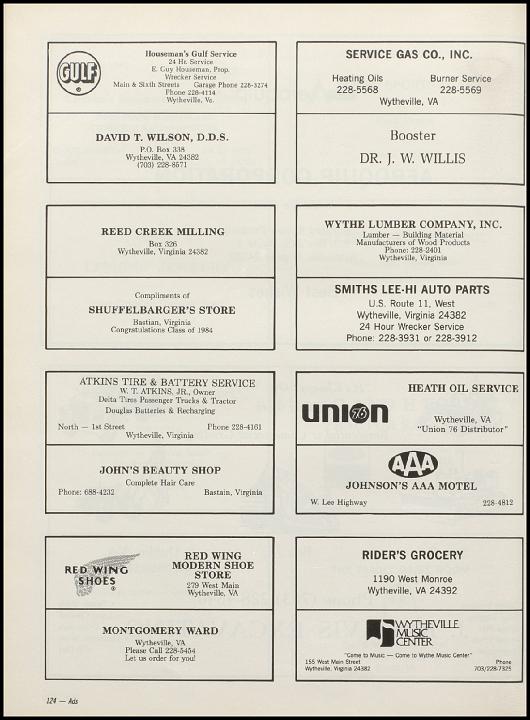 GULF
®
Houseman's Gulf Service
24 Hr. Service
E. Guy Houseman, Prop.
Wrecker Service
Main & Sixth Streets Garage Phone 228-3274
Phone 228-4114
Wytheville, Va.
DAVID T. WILSON, D.D.S.
P.O. Box 338
Wytheville, VA 24382
(703) 228-8571
SERVICE GAS CO., INC.
Heating Oils Burner Service
228-5568 228-5569
Wytheville, VA
Booster
DR. J. W. WILLIS
REED CREEK MILLING
Box 326
Wytheville, Virginia 24382
Compliments of
SHUFFELBARGER'S STORE
Bastian, Virginia
Congratulations Class of 1984
WYTHE LUMBER COMPANY, INC.
Lumber — Building Material
Manufacturers of Wood Products
Phone: 228-2401
Wytheville, Virginia
SMITHS LEE-HI AUTO PARTS
U.S. Route 11, West
Wytheville, Virginia 24382
24 Hour Wrecker Service
Phone: 228-3931 or 228-3912
ATKINS TIRE & BATTERY SERVICE
W. T. ATKINS, JR., Owner
Delta Tires Passenger Trucks & Tractor
Douglas Batteries & Recharging
North — 1st Street Phone 228-4161
Wytheville, Virginia
JOHN'S BEAUTY SHOP
Complete Hair Care
Phone: 688-4232 Bastain, Virginia
HEATH OIL SERVICE
union 76
Wytheville, VA
"Union 76 Distributor"
AAA
JOHNSON'S AAA MOTEL
W. Lee Highway 228-4812
RED WING
SHOES
®
RED WING
MODERN SHOE
STORE
279 West Main
Wytheville, VA
MONTGOMERY WARD
Wytheville, VA
Please Call 228-5454
Let us order for you!
RIDER'S GROCERY
1190 West Monroe
Wytheville, VA 24392
WYTHEVILLE
MUSIC
CENTER
"Come to Music — Come to Wythe Music Center"
155 West Main Street Phone
Wytheville, Virginia 24382 703/228-7325
124 — Ads